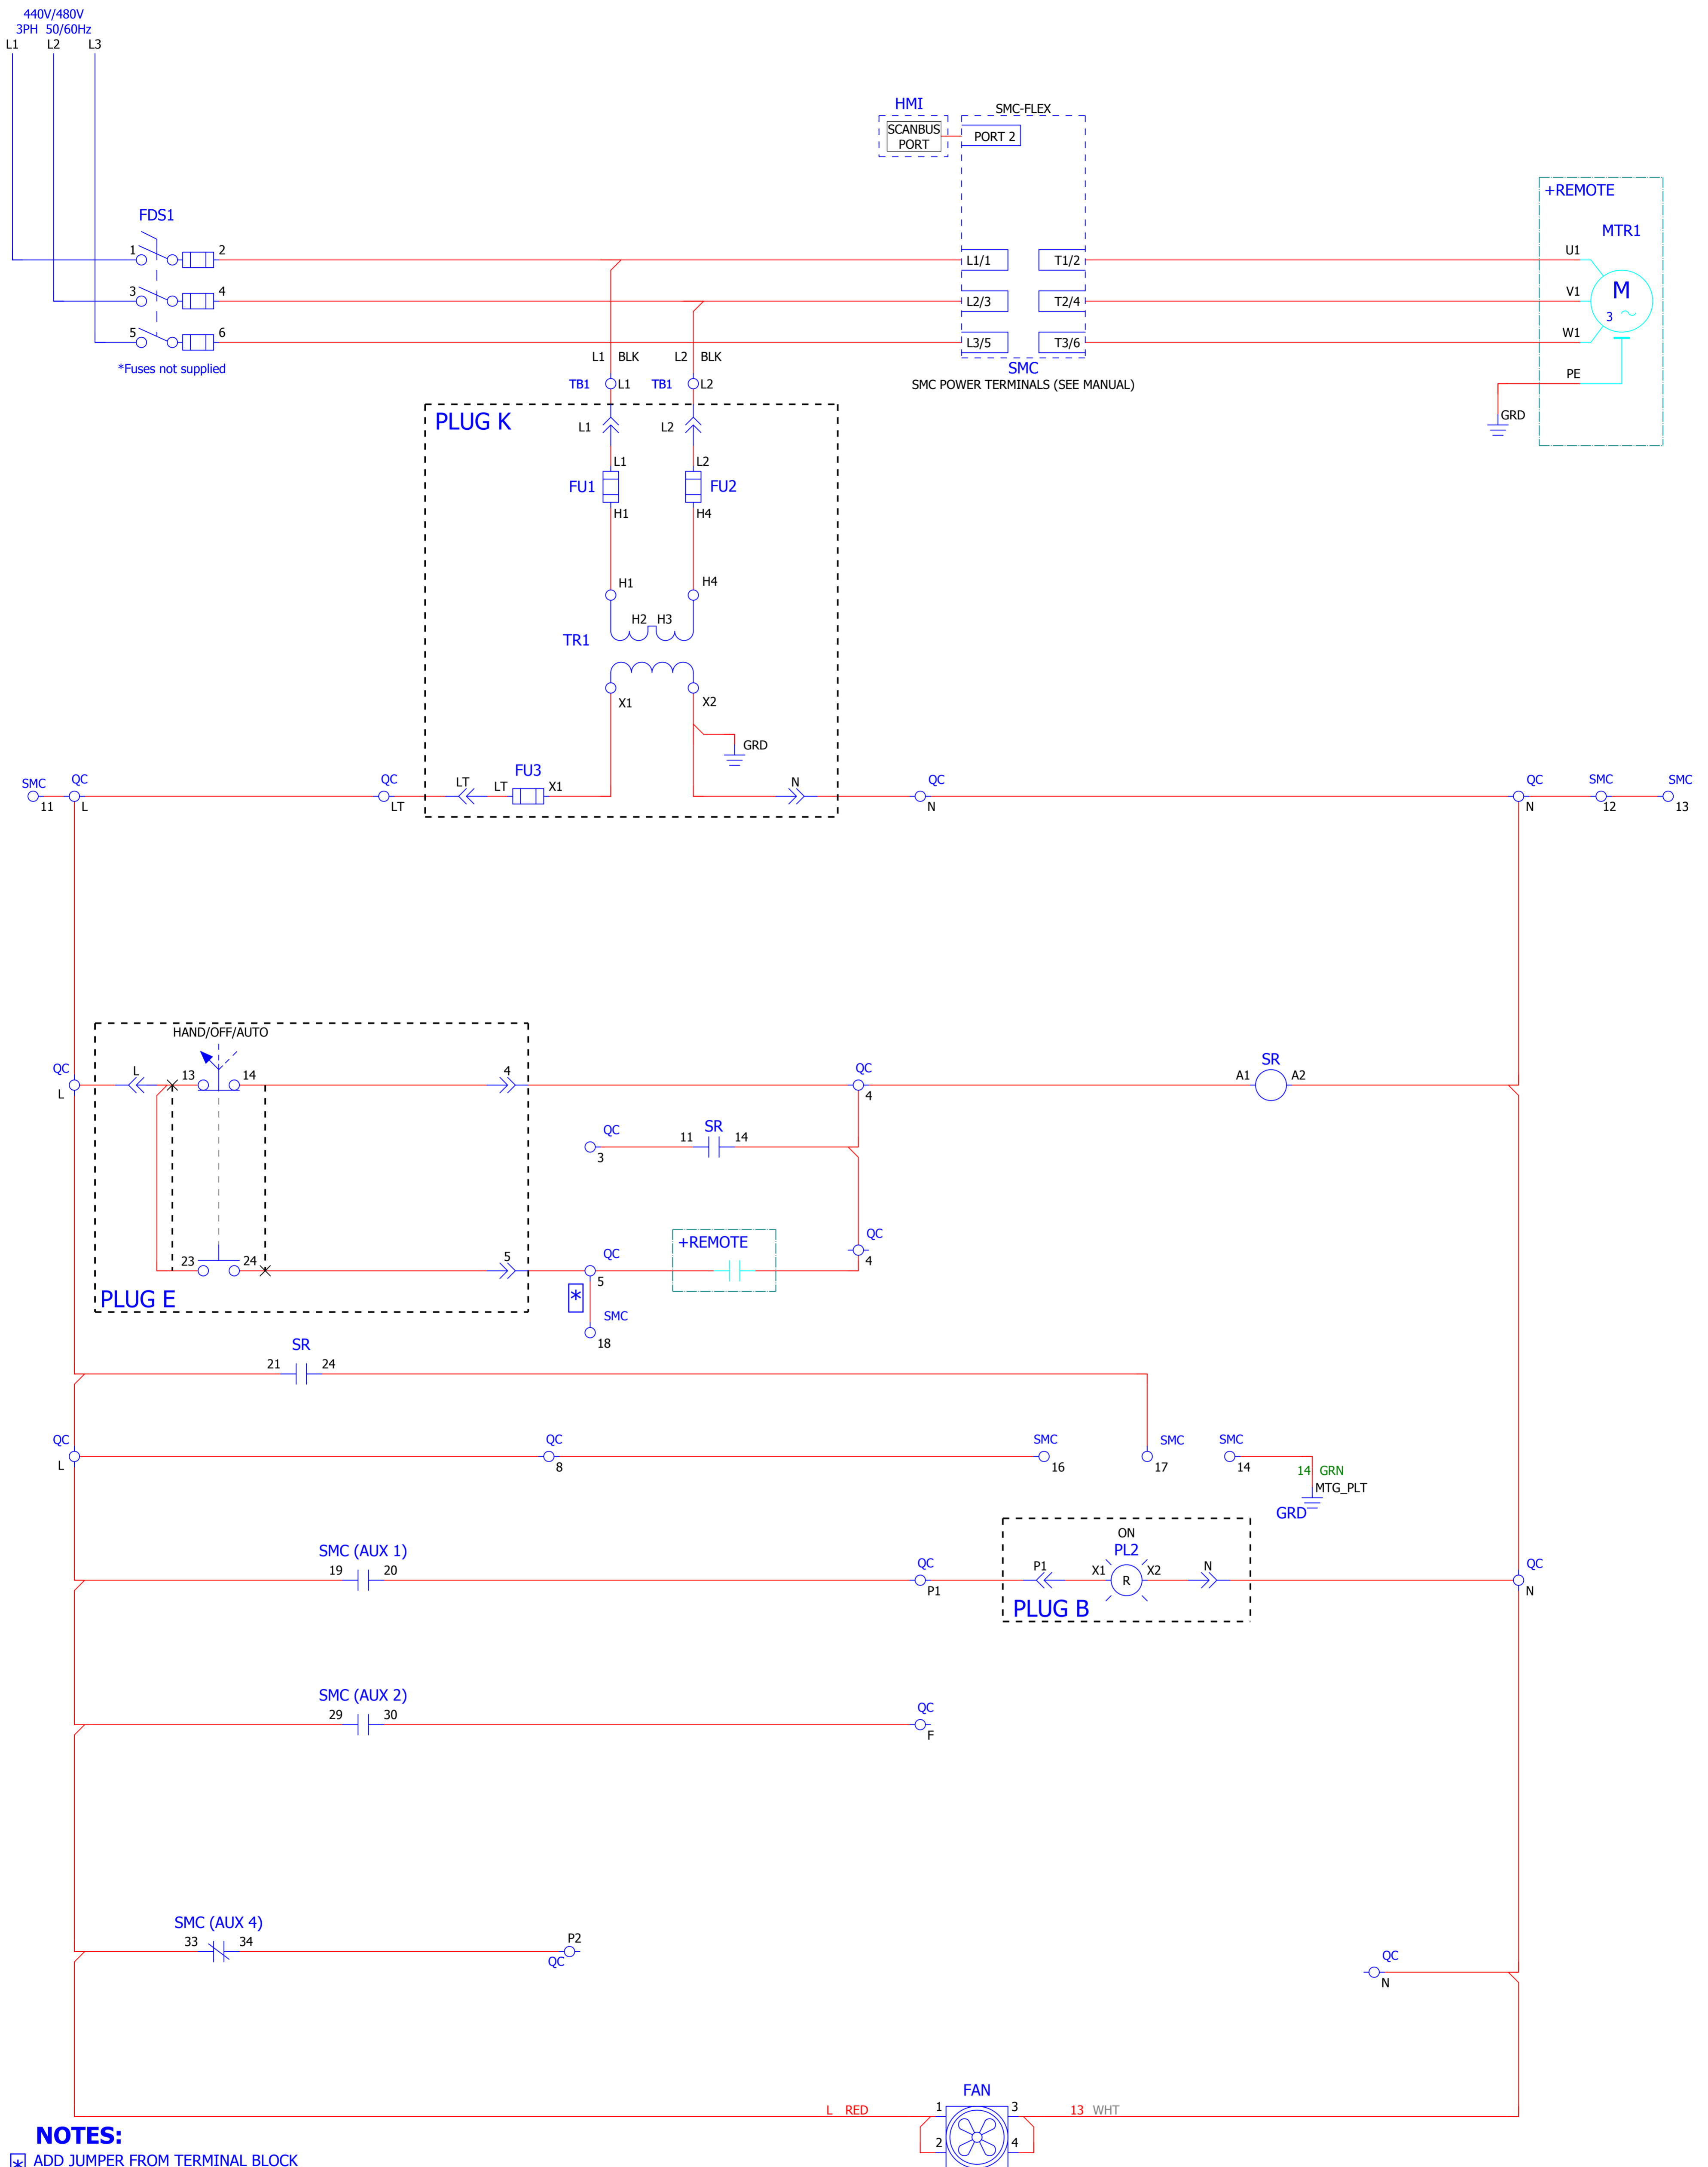 440V/480V
3PH 50/60Hz
L1 L2 L3
HMI
SCANBUS
PORT
SMC-FLEX
PORT 2
+REMOTE
MTR1
FDS1
1 2
L1/1 T1/2
U1
3 4
L2/3 T2/4
V1
M
3
5 6
L3/5 T3/6
W1
*Fuses not supplied
L1 BLK L2 BLK
SMC
SMC POWER TERMINALS (SEE MANUAL)
PE
TB1 L1 TB1 L2
GRD
PLUG K
L1 L2
L1 L2
FU1 FU2
H1 H4
H1 H4
H2 H3
TR1
X1 X2
GRD
SMC QC QC LT LT FU3 X1 N QC QC SMC SMC
11 L LT N N 12 13
HAND/OFF/AUTO
QC L 13 14 4 QC SR
A1 A2
L 4
QC 11 SR 14
3
+REMOTE
QC
4
23 24 5 QC
5
PLUG E
*
SMC
18
SR
21 24
QC QC SMC SMC SMC
L 8 16 17 14
14 GRN
MTG_PLT
GRD
ON
SMC (AUX 1)
PL2
19 20 QC P1 X1 R X2 N QC
P1 N
PLUG B
SMC (AUX 2)
29 30 QC
F
SMC (AUX 4)
33 34 P2
QC
QC
N
FAN
L RED 1 3 13 WHT
2 4
NOTES:
* ADD JUMPER FROM TERMINAL BLOCK